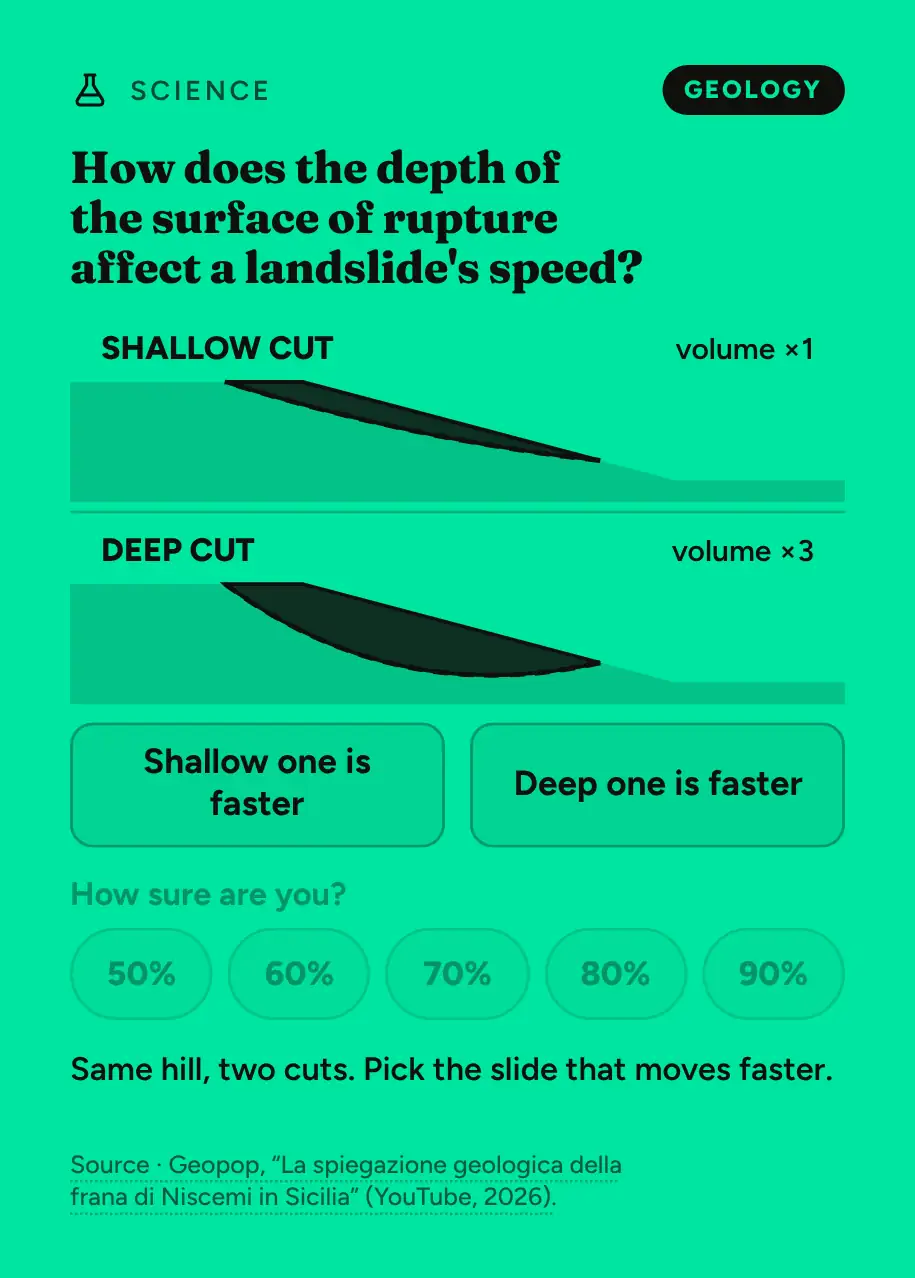 SCIENCE
GEOLOGY
How does the depth of
the surface of rupture
affect a landslide's speed?
SHALLOW CUT
volume ×1
DEEP CUT
volume ×3
Shallow one is
faster
Deep one is faster
How sure are you?
50%
60%
70%
80%
90%
Same hill, two cuts. Pick the slide that moves faster.
Source · Geopop, “La spiegazione geologica della
frana di Niscemi in Sicilia” (YouTube, 2026).